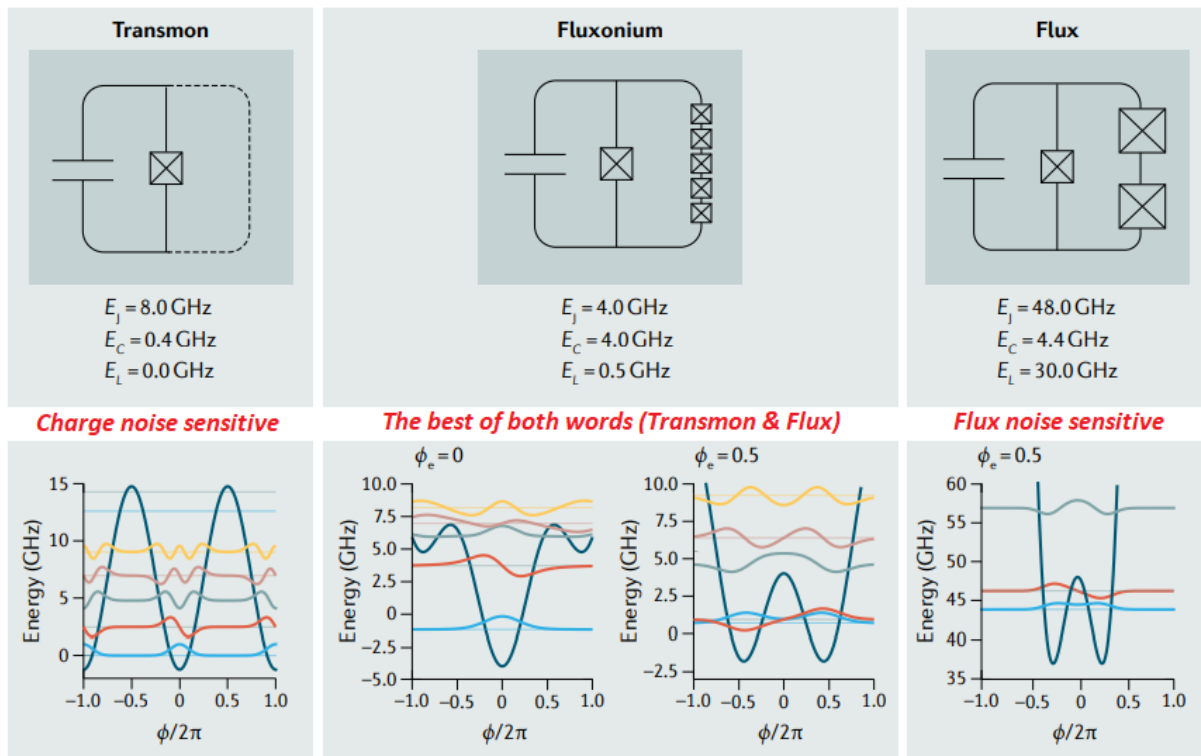 Transmon
Fluxonium
Flux
E_J = 8.0 GHz
E_C = 0.4 GHz
E_L = 0.0 GHz
E_J = 4.0 GHz
E_C = 4.0 GHz
E_L = 0.5 GHz
E_J = 48.0 GHz
E_C = 4.4 GHz
E_L = 30.0 GHz
Charge noise sensitive
The best of both words (Transmon & Flux)
Flux noise sensitive
ϕ_e = 0
ϕ_e = 0.5
ϕ_e = 0.5
Energy (GHz)
15
10
5
0
−1.0 −0.5 0 0.5 1.0
ϕ/2π
Energy (GHz)
10.0
7.5
5.0
2.5
0
−2.5
−5.0
−1.0 −0.5 0 0.5 1.0
ϕ/2π
Energy (GHz)
10.0
7.5
5.0
2.5
0
−2.5
−1.0 −0.5 0 0.5 1.0
ϕ/2π
Energy (GHz)
60
55
50
45
40
35
−1.0 −0.5 0 0.5 1.0
ϕ/2π